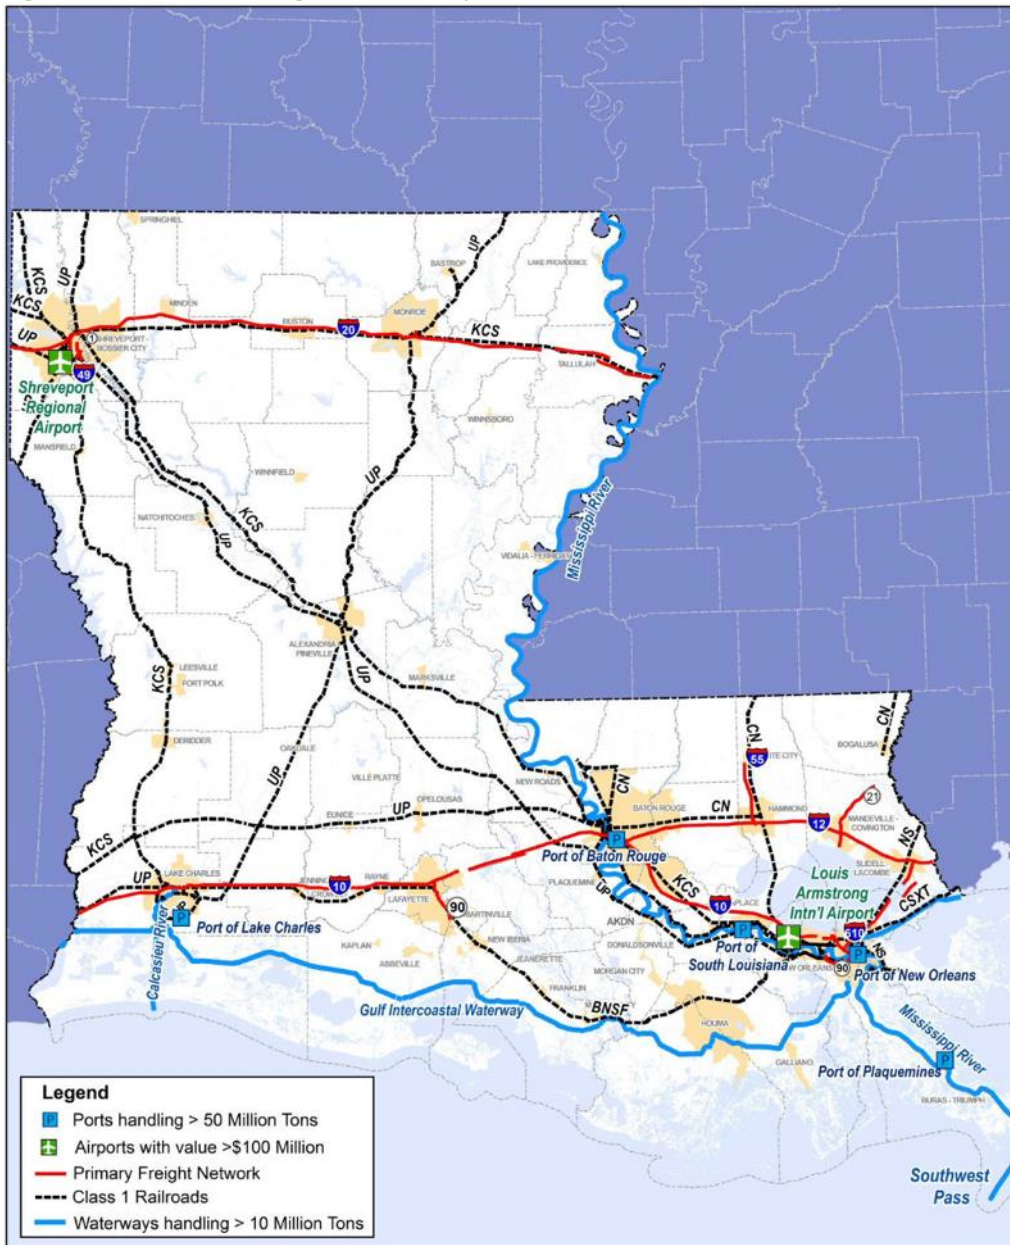 SPRINGHILL
KCS
UP
UP
BASTROP
LAKE PROVIDENCE
KCS
MINDEN
MONROE
RUSTON
20
KCS
UP
1
SHREVEPORT -
BOSSIER CITY
TALLULAH
49
Shreveport
Regional
Airport
WINNSBORO
MANSFIELD
WINNFIELD
UP
KCS
NATCHITOCHES
UP
Mississippi River
VIDALIA - FERRIDAY
ALEXANDRIA
PINEVILLE
KCS
LEESVILLE
FORT POLK
UP
MARKSVILLE
CN
CN
DERIDDER
OAKDALE
BOGALUSA
55
UP
VILLE PLATTE
NEW ROADS
CN
21
OPELOUSAS
BATON ROUGE
CN
HAMMOND
EUNICE
UP
12
MANDEVILLE -
COVINGTON
KCS
Port of Baton Rouge
NS
SLIDELL
LACOMBE
UP
LAKE CHARLES
10
RAYNE
LAFAYETTE
PLAQUEMINE
UP
KCS
10
Louis
Armstrong
Intn'l Airport
CSXT
90
P
Port of Lake Charles
NEW IBERIA
DONALDSONVILLE
P
Port of
South Louisiana
P
610
NS
90
Port of New Orleans
KAPLAN
ABBEVILLE
JEANERETTE
MORGAN CITY
Calcasieu River
FRANKLIN
Gulf Intercoastal Waterway
BNSF
HOUMA
Mississippi River
P
GALLIANO
Port of Plaquemines
BURAS - TRIUMPH
Southwest
Pass
Legend
P Ports handling > 50 Million Tons
Airports with value >$100 Million
Primary Freight Network
Class 1 Railroads
Waterways handling > 10 Million Tons